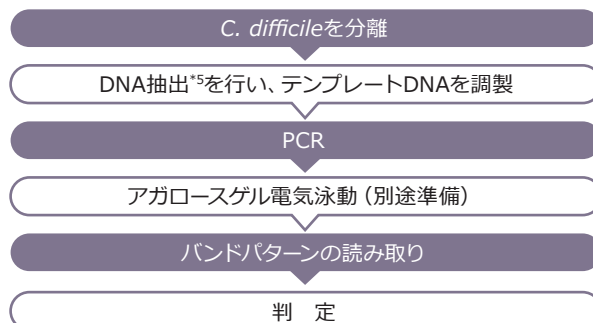 C. difficileを分離
DNA抽出*5を行い、テンプレートDNAを調製
PCR
アガロースゲル電気泳動（別途準備）
バンドパターンの読み取り
判　定